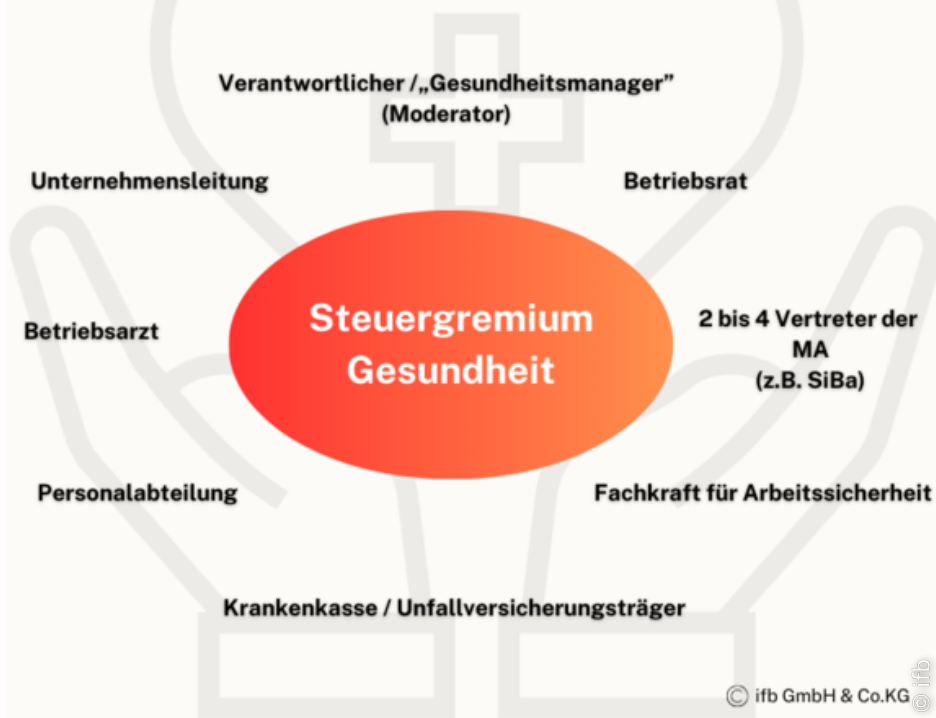 Verantwortlicher /„Gesundheitsmanager”
(Moderator)
Unternehmensleitung
Betriebsrat
Steuergremium
Gesundheit
Betriebsarzt
2 bis 4 Vertreter der
MA
(z.B. SiBa)
Personalabteilung
Fachkraft für Arbeitssicherheit
Krankenkasse / Unfallversicherungsträger
© ifb GmbH & Co.KG
© ifb